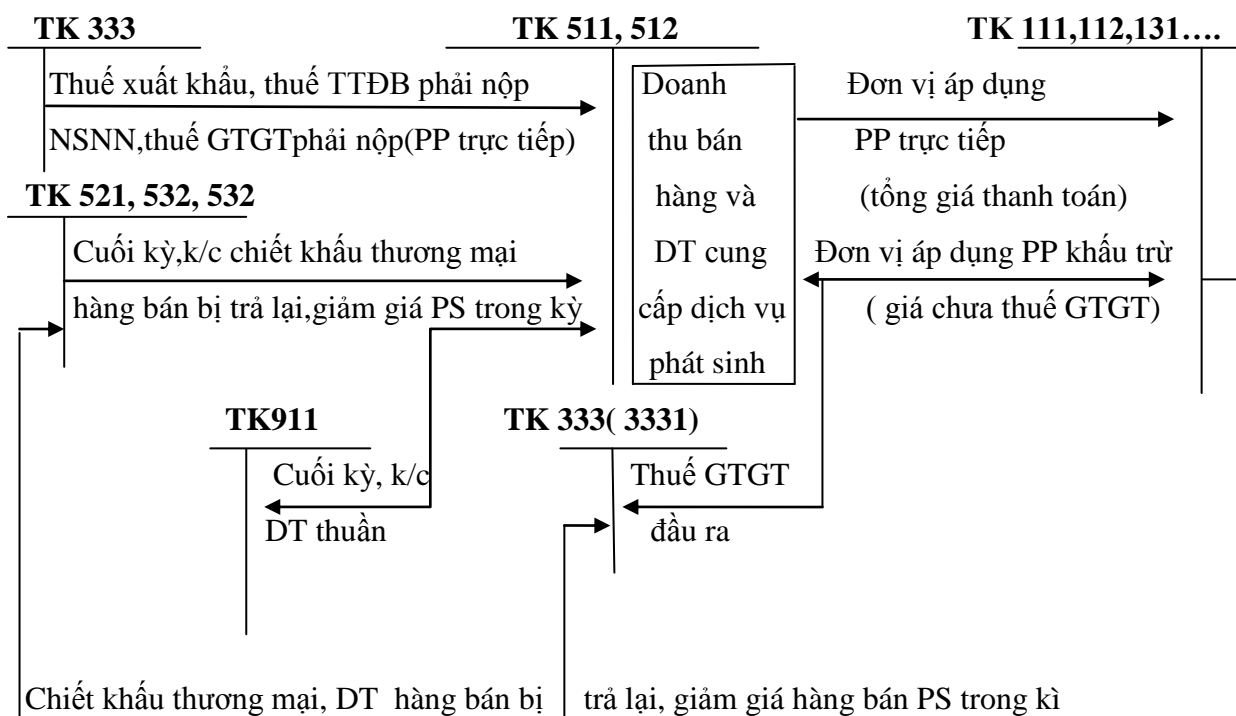 TK 333
TK 511, 512
TK 111,112,131….
Thuế xuất khẩu, thuế TTĐB phải nộp
NSNN,thuế GTGTphải nộp(PP trực tiếp)
Doanh
thu bán
hàng và
DT cung
cấp dịch vụ
phát sinh
Đơn vị áp dụng
PP trực tiếp
(tổng giá thanh toán)
Đơn vị áp dụng PP khấu trừ
( giá chưa thuế GTGT)
TK 521, 532, 532
Cuối kỳ,k/c chiết khấu thương mại
hàng bán bị trả lại,giảm giá PS trong kỳ
TK911
Cuối kỳ, k/c
DT thuần
TK 333( 3331)
Thuế GTGT
đầu ra
Chiết khấu thương mại, DT hàng bán bị trả lại, giảm giá hàng bán PS trong kì